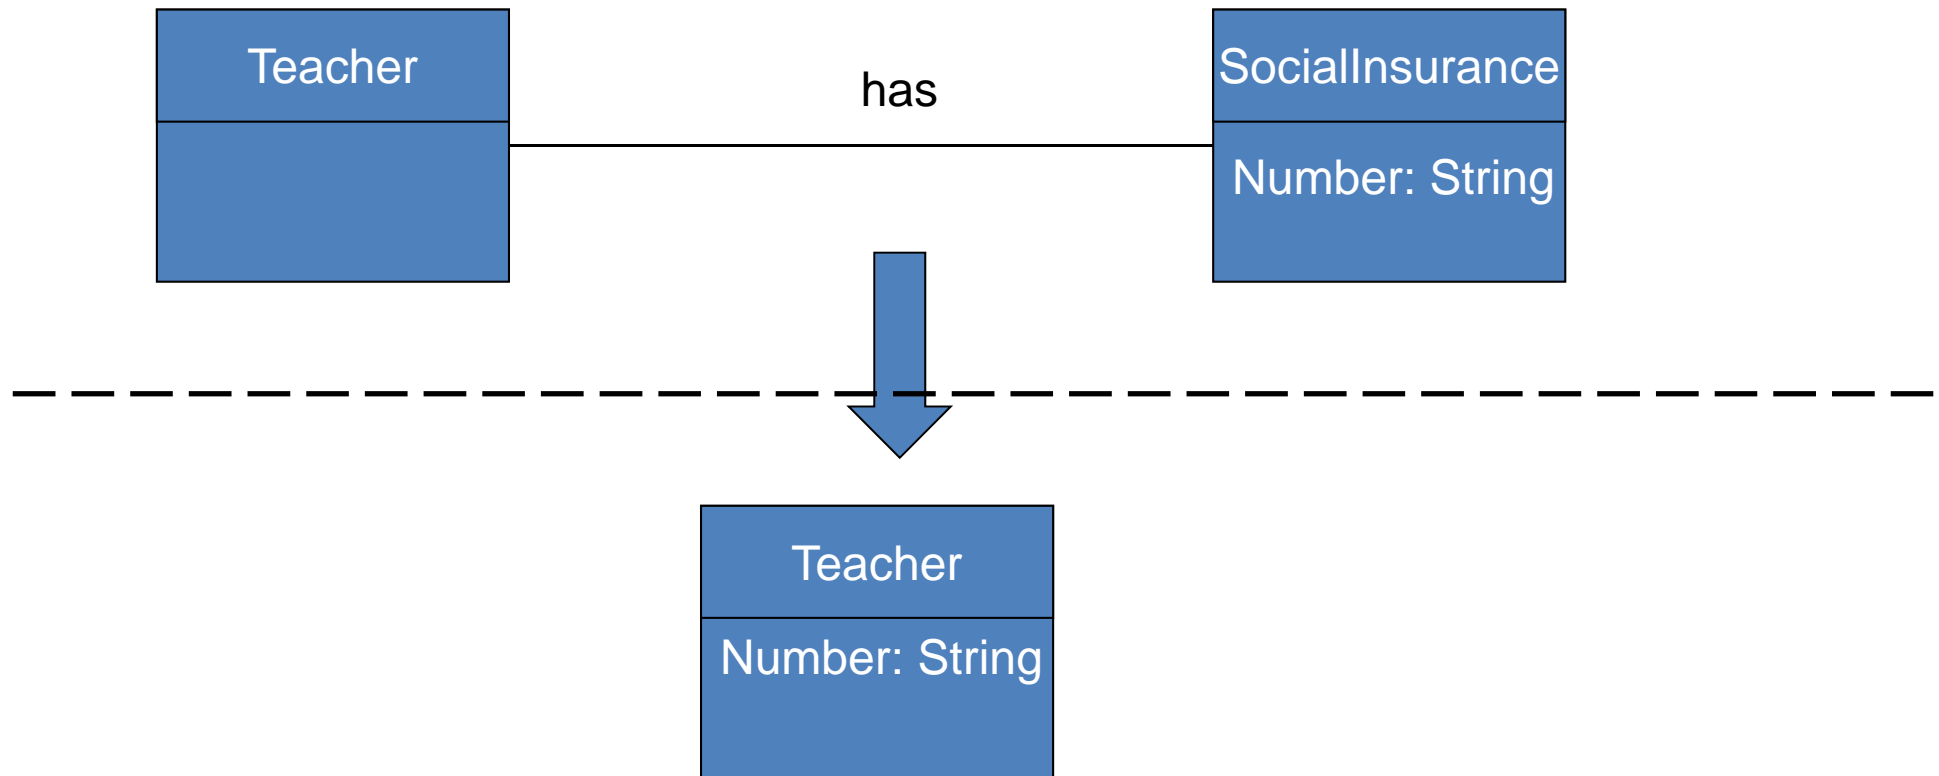 Teacher
has
SocialInsurance
Number: String
Teacher
Number: String